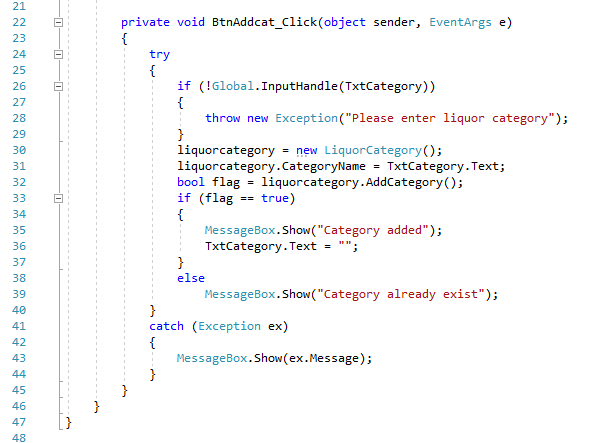 21
22 private void BtnAddcat_Click(object sender, EventArgs e)
23 {
24 try
25 {
26 if (!Global.InputHandle(TxtCategory))
27 {
28 throw new Exception("Please enter liquor category");
29 }
30 liquorcategory = new LiquorCategory();
31 liquorcategory.CategoryName = TxtCategory.Text;
32 bool flag = liquorcategory.AddCategory();
33 if (flag == true)
34 {
35 MessageBox.Show("Category added");
36 TxtCategory.Text = "";
37 }
38 else
39 MessageBox.Show("Category already exist");
40 }
41 catch (Exception ex)
42 {
43 MessageBox.Show(ex.Message);
44 }
45 }
46 }
47 }
48